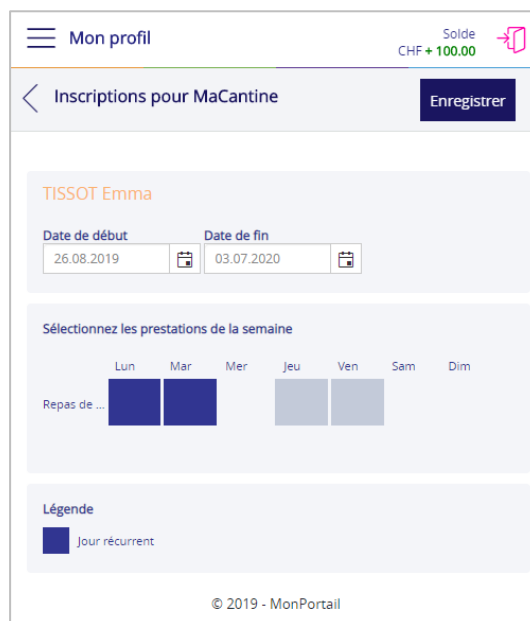 Mon profil
Solde
CHF + 100.00
Inscriptions pour MaCantine
Enregistrer
TISSOT Emma
Date de début Date de fin
26.08.2019 03.07.2020
Sélectionnez les prestations de la semaine
Lun Mar Mer Jeu Ven Sam Dim
Repas de ...
Légende
Jour récurrent
© 2019 - MonPortail